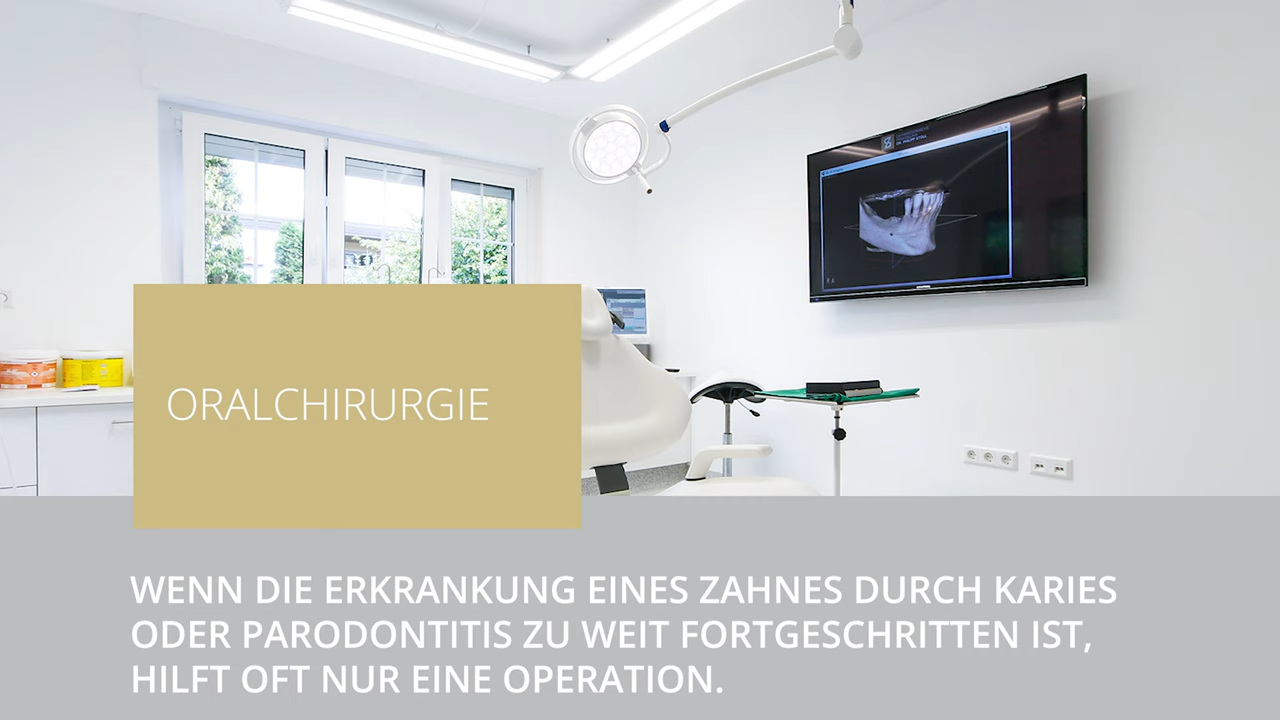 ORALCHIRURGIE
WENN DIE ERKRANKUNG EINES ZAHNES DURCH KARIES
ODER PARODONTITIS ZU WEIT FORTGESCHRITTEN IST,
HILFT OFT NUR EINE OPERATION.